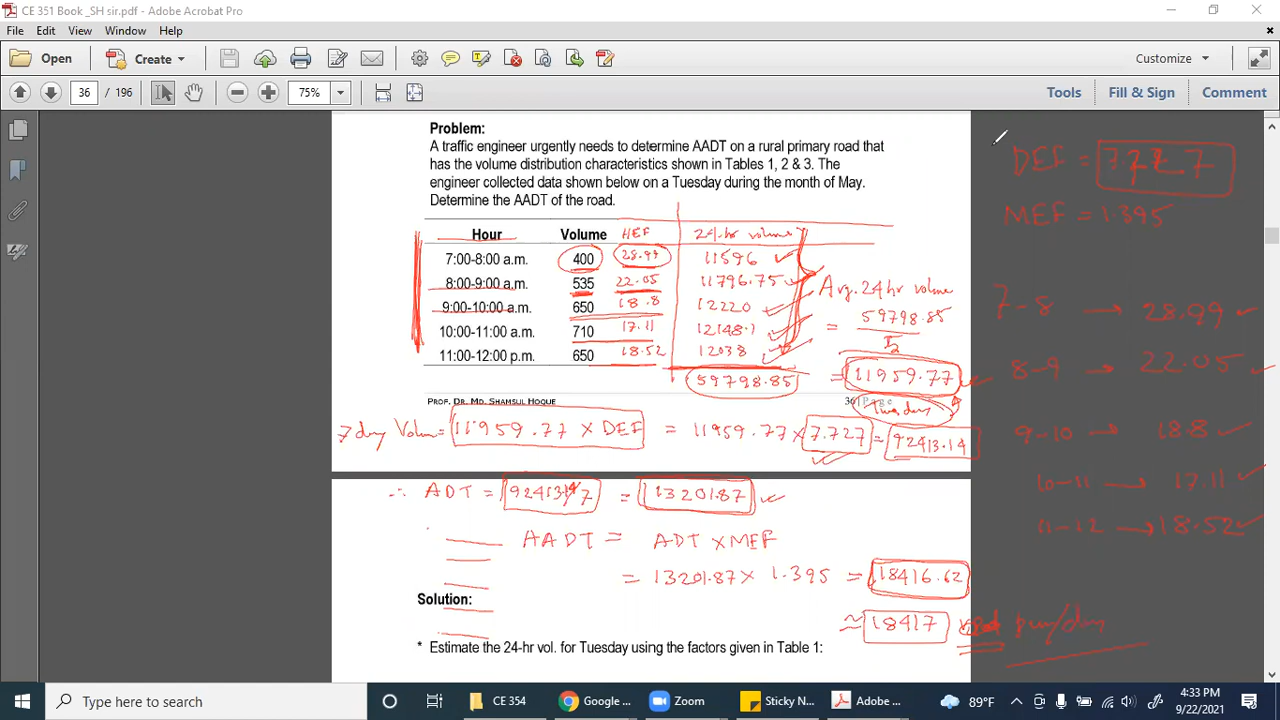 CE 351 Book _SH sir.pdf - Adobe Acrobat Pro
File Edit View Window Help
Open Create Customize
36 / 196 75% Tools Fill & Sign Comment
Problem:
A traffic engineer urgently needs to determine AADT on a rural primary road that
has the volume distribution characteristics shown in Tables 1, 2 & 3. The
engineer collected data shown below on a Tuesday during the month of May.
Determine the AADT of the road.
Hour Volume HEF 24-hr volume
7:00-8:00 a.m. 400 28.99 11596
8:00-9:00 a.m. 535 22.05 11796.75
9:00-10:00 a.m. 650 18.8 12220
10:00-11:00 a.m. 710 17.11 12148.1
11:00-12:00 p.m. 650 18.52 12038
59798.85
Avg. 24 hr volume
= 59798.85
5
= 11959.77
Tuesday
PROF. DR. MD. SHAMSUL HOQUE 36 | Page
7 day Volume = 11959.77 × DEF = 11959.77 × 7.727 = 92413.14
∴ ADT = 92413.14/7 = 13201.87
AADT = ADT × MEF
= 13201.87 × 1.395 = 18416.62
≈ 18417 /day
Solution:
* Estimate the 24-hr vol. for Tuesday using the factors given in Table 1:
DEF = 7.727
MEF = 1.395
7-8 → 28.99
8-9 → 22.05
9-10 → 18.8
10-11 → 17.11
11-12 → 18.52
Type here to search CE 354 Google Zoom Sticky N Adobe 89°F 4:33 PM
9/22/2021